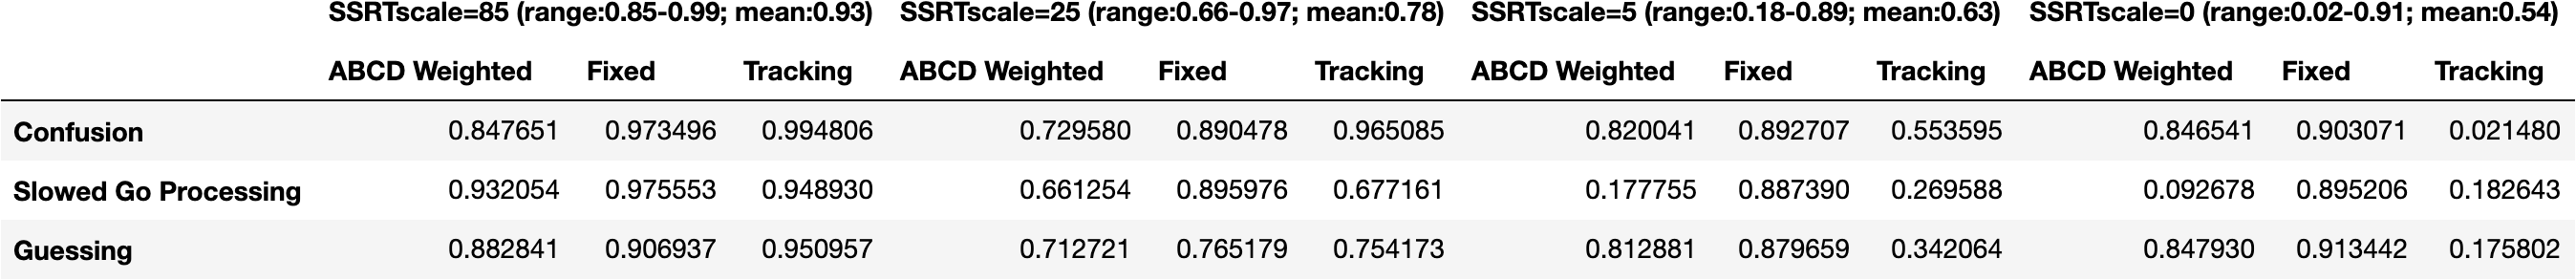 SSRTscale=85 (range:0.85-0.99; mean:0.93) SSRTscale=25 (range:0.66-0.97; mean:0.78) SSRTscale=5 (range:0.18-0.89; mean:0.63) SSRTscale=0 (range:0.02-0.91; mean:0.54)
ABCD Weighted Fixed Tracking ABCD Weighted Fixed Tracking ABCD Weighted Fixed Tracking ABCD Weighted Fixed Tracking
Confusion 0.847651 0.973496 0.994806 0.729580 0.890478 0.965085 0.820041 0.892707 0.553595 0.846541 0.903071 0.021480
Slowed Go Processing 0.932054 0.975553 0.948930 0.661254 0.895976 0.677161 0.177755 0.887390 0.269588 0.092678 0.895206 0.182643
Guessing 0.882841 0.906937 0.950957 0.712721 0.765179 0.754173 0.812881 0.879659 0.342064 0.847930 0.913442 0.175802